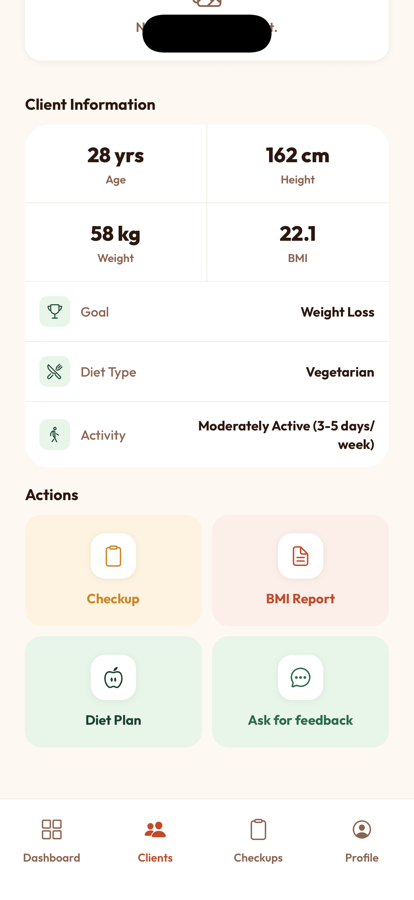 Client Information
28 yrs
162 cm
Age
Height
58 kg
22.1
Weight
BMI
Goal
Weight Loss
Diet Type
Vegetarian
Activity
Moderately Active (3-5 days/
week)
Actions
Checkup
BMI Report
Diet Plan
Ask for feedback
Dashboard
Clients
Checkups
Profile